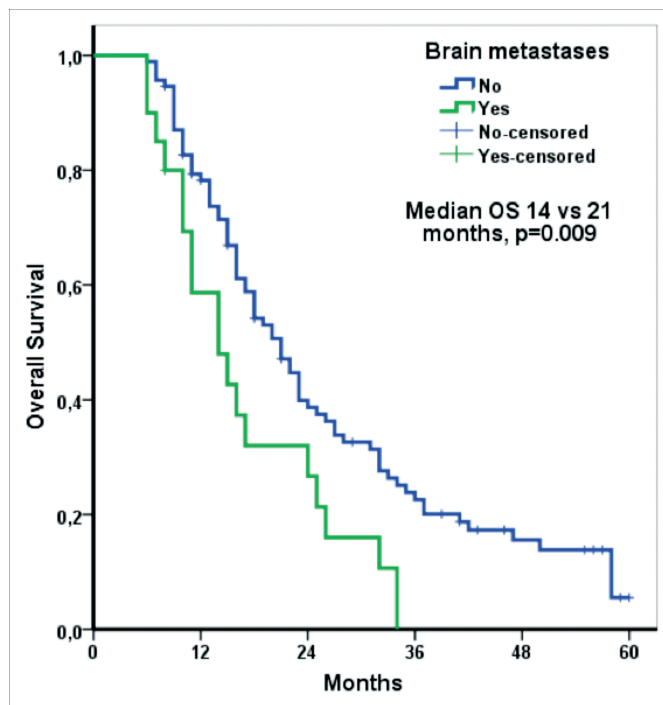 Brain metastases
No
Yes
No-censored
Yes-censored
Median OS 14 vs 21
months, p=0.009
Overall Survival
1,0
0,8
0,6
0,4
0,2
0,0
0 12 24 36 48 60
Months